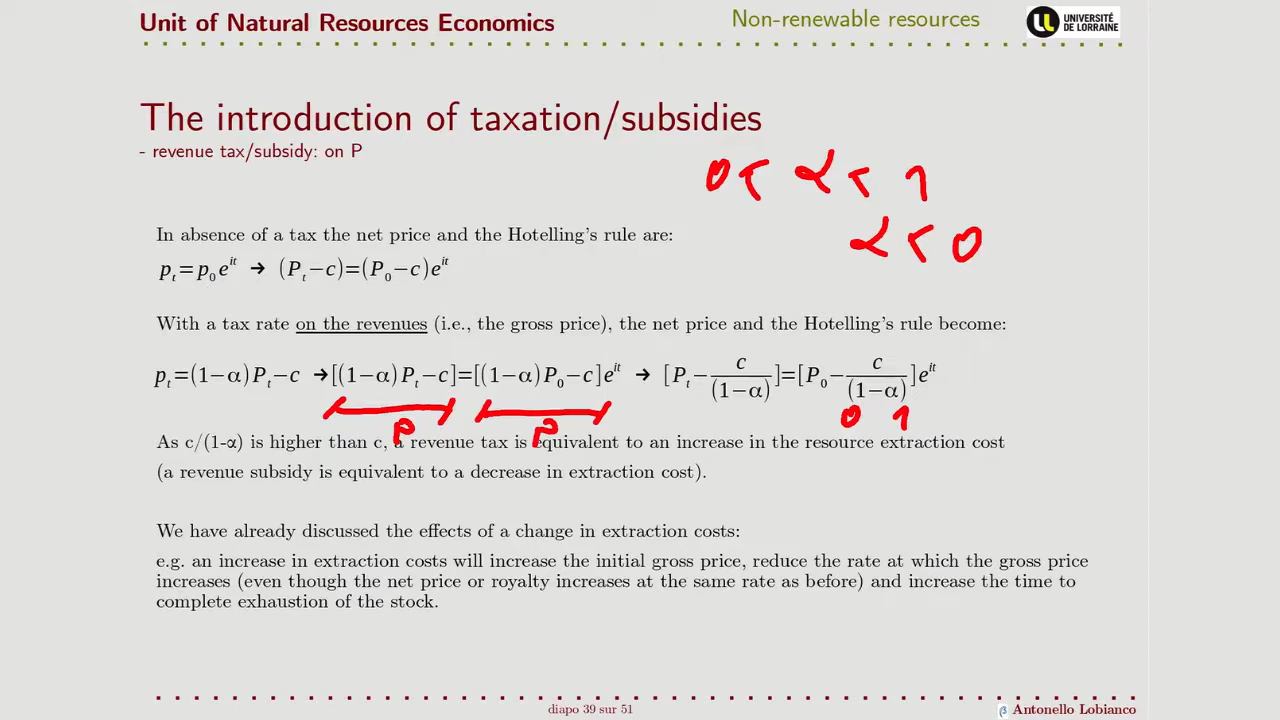 Unit of Natural Resources Economics
Non-renewable resources
UNIVERSITÉ
DE LORRAINE
The introduction of taxation/subsidies
- revenue tax/subsidy: on P
0 < α < 1
α < 0
In absence of a tax the net price and the Hotelling's rule are:
p_t = p_0 e^{it} → (P_t − c) = (P_0 − c) e^{it}
With a tax rate on the revenues (i.e., the gross price), the net price and the Hotelling's rule become:
p_t = (1−α)P_t − c → [(1−α)P_t − c] = [(1−α)P_0 − c] e^{it} → [P_t − c/(1−α)] = [P_0 − c/(1−α)] e^{it}
P P 0 1
As c/(1-α) is higher than c, a revenue tax is equivalent to an increase in the resource extraction cost
(a revenue subsidy is equivalent to a decrease in extraction cost).
We have already discussed the effects of a change in extraction costs:
e.g. an increase in extraction costs will increase the initial gross price, reduce the rate at which the gross price
increases (even though the net price or royalty increases at the same rate as before) and increase the time to
complete exhaustion of the stock.
diapo 39 sur 51
β Antonello Lobianco